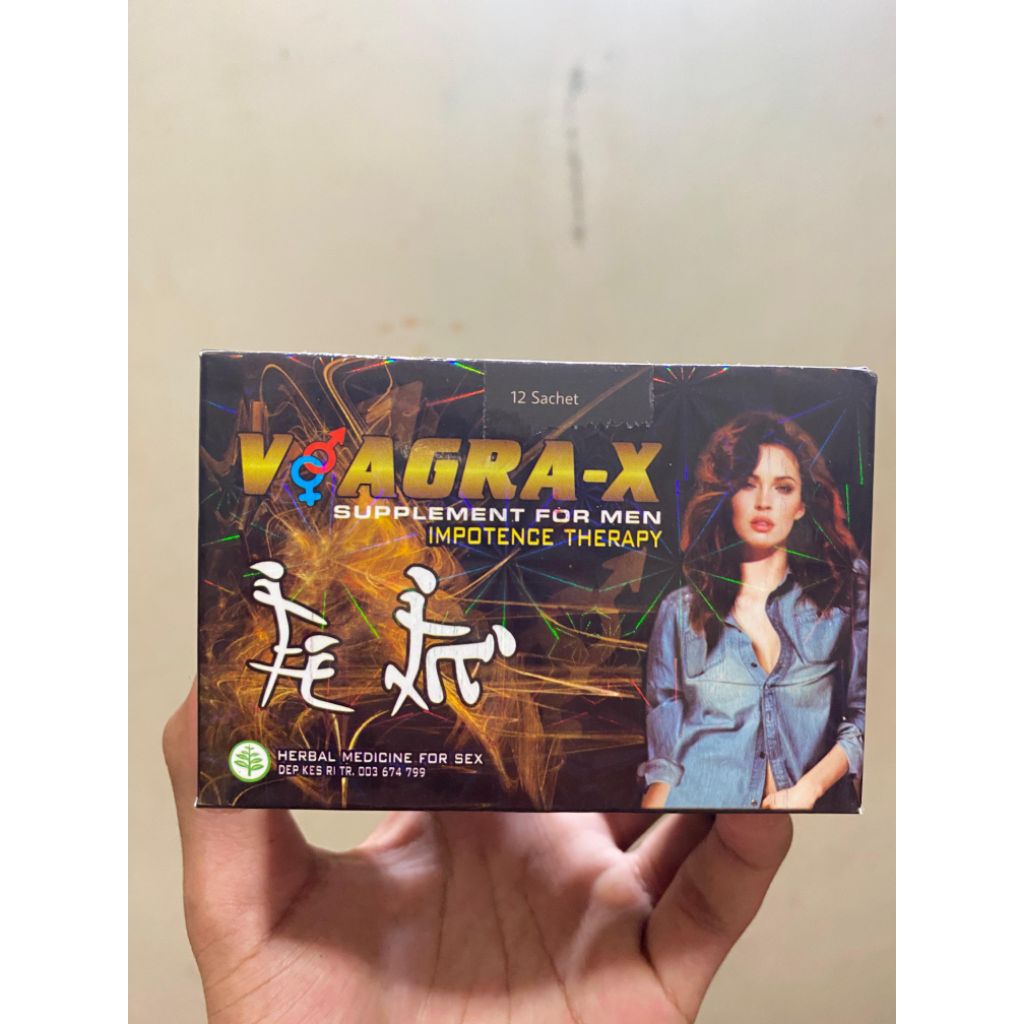 12 Sachet
V AGRA-X
SUPPLEMENT FOR MEN
IMPOTENCE THERAPY
HERBAL MEDICINE FOR SEX
DEP KES RI TR. 003 674 799